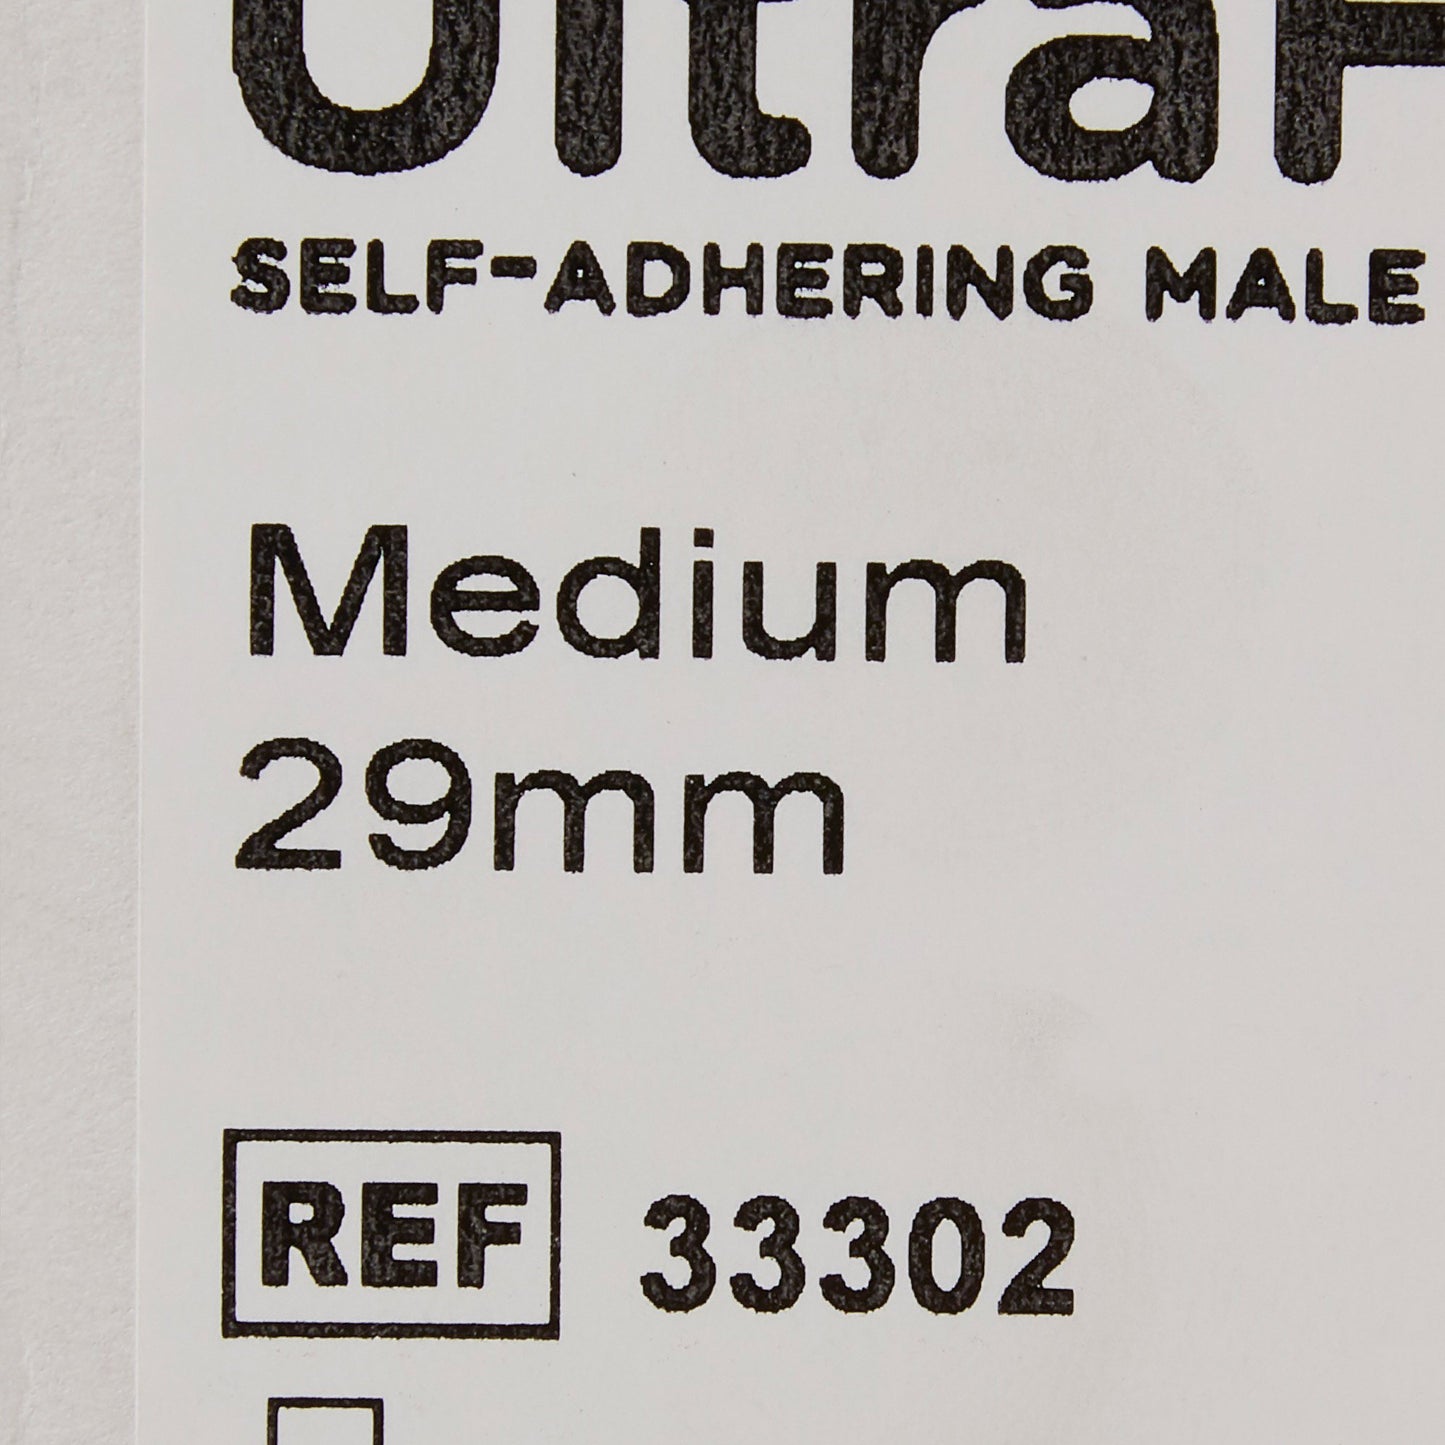 SELF-ADHERING MALE
Medium
29mm
REF 33302